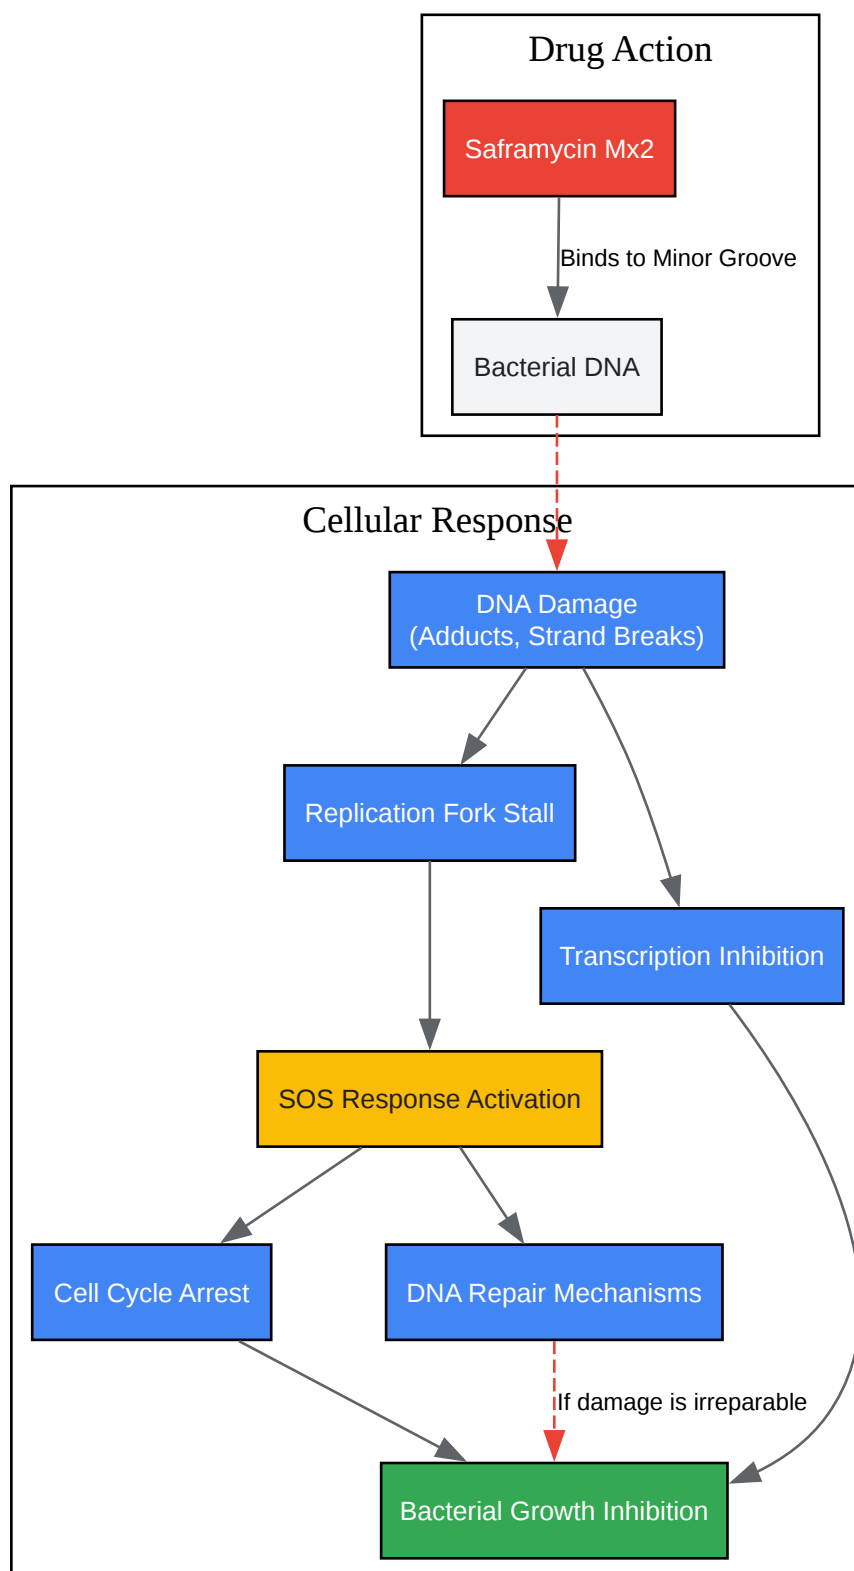 Drug Action
Saframycin Mx2
Binds to Minor Groove
Bacterial DNA
Cellular Response
DNA Damage
(Adducts, Strand Breaks)
Replication Fork Stall
Transcription Inhibition
SOS Response Activation
Cell Cycle Arrest
DNA Repair Mechanisms
If damage is irreparable
Bacterial Growth Inhibition